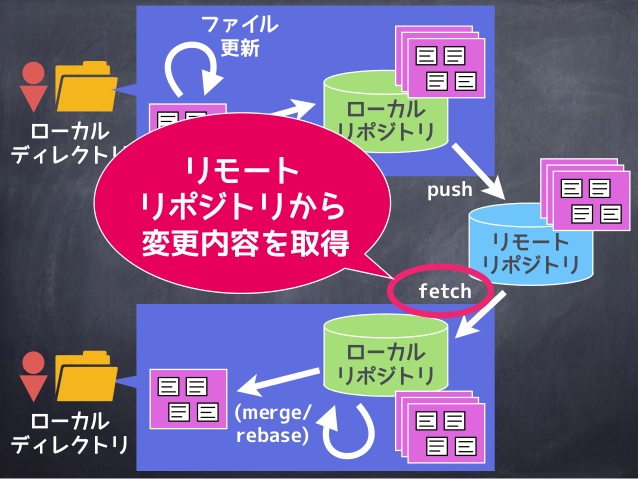 ファイル
更新
ローカル
ディレクトリ
ローカル
リポジトリ
push
リモート
リポジトリから
変更内容を取得
リモート
リポジトリ
fetch
ローカル
リポジトリ
(merge/
rebase)
ローカル
ディレクトリ